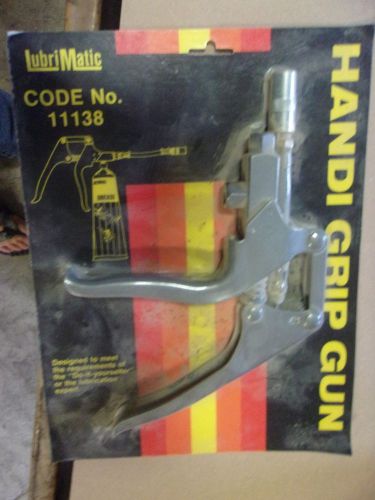 LubriMatic
CODE No.
11138
HANDI GRIP GUN
Designed to meet
the requirements of
the "Do-it-yourselfer"
or the lubrication
expert